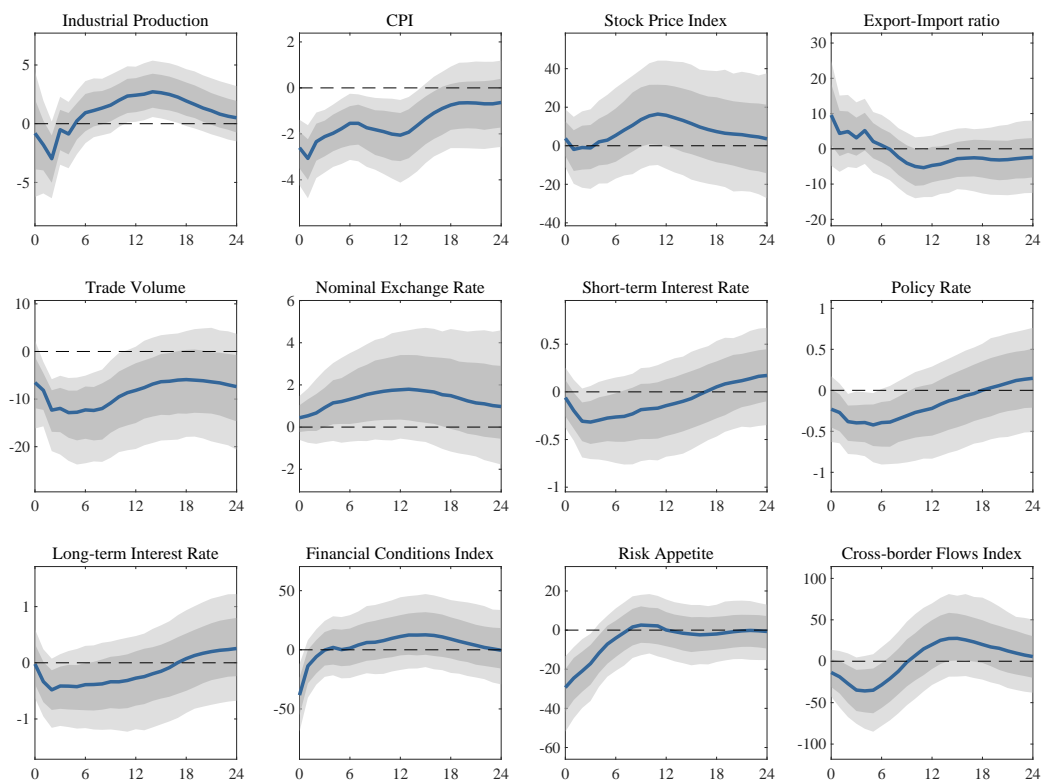 Industrial Production
5
0
-5
0 6 12 18 24
CPI
2
0
-2
-4
0 6 12 18 24
Stock Price Index
40
20
0
-20
-40
0 6 12 18 24
Export-Import ratio
30
20
10
0
-10
-20
0 6 12 18 24
Trade Volume
10
0
-10
-20
0 6 12 18 24
Nominal Exchange Rate
6
4
2
0
-2
0 6 12 18 24
Short-term Interest Rate
0.5
0
-0.5
-1
0 6 12 18 24
Policy Rate
1
0.5
0
-0.5
-1
0 6 12 18 24
Long-term Interest Rate
1
0
-1
0 6 12 18 24
Financial Conditions Index
50
0
-50
0 6 12 18 24
Risk Appetite
20
0
-20
-40
-60
0 6 12 18 24
Cross-border Flows Index
100
50
0
-50
-100
0 6 12 18 24